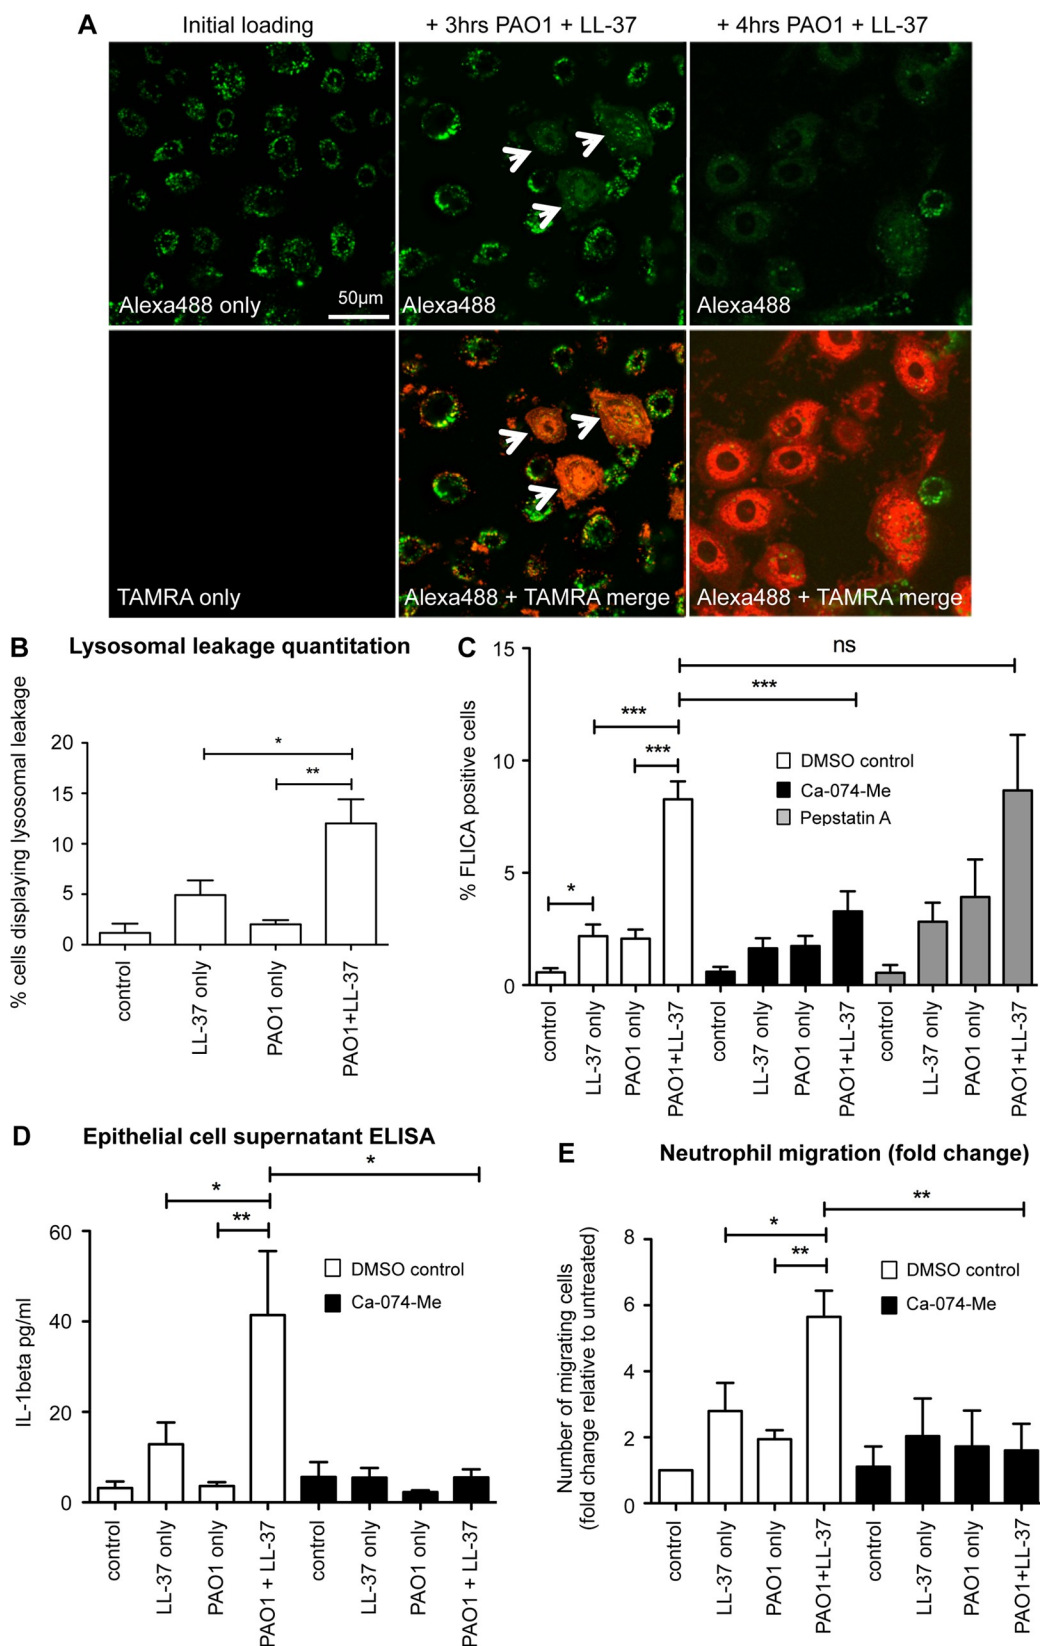 A
Initial loading
+ 3hrs PAO1 + LL-37
+ 4hrs PAO1 + LL-37
Alexa488 only
50µm
Alexa488
Alexa488
TAMRA only
Alexa488 + TAMRA merge
Alexa488 + TAMRA merge
B
Lysosomal leakage quantitation
% cells displaying lysosomal leakage
20
15
10
5
0
*
**
control
LL-37 only
PAO1 only
PAO1+LL-37
C
% FLICA positive cells
15
10
5
0
ns
***
***
***
*
DMSO control
Ca-074-Me
Pepstatin A
control
LL-37 only
PAO1 only
PAO1+LL-37
control
LL-37 only
PAO1 only
PAO1+LL-37
control
LL-37 only
PAO1 only
PAO1+LL-37
D
Epithelial cell supernatant ELISA
IL-1beta pg/ml
60
40
20
0
*
*
**
DMSO control
Ca-074-Me
control
LL-37 only
PAO1 only
PAO1 + LL-37
control
LL-37 only
PAO1 only
PAO1 + LL-37
E
Neutrophil migration (fold change)
Number of migrating cells
(fold change relative to untreated)
8
6
4
2
0
**
*
**
DMSO control
Ca-074-Me
control
LL-37 only
PAO1 only
PAO1+LL-37
control
LL-37 only
PAO1 only
PAO1+LL-37